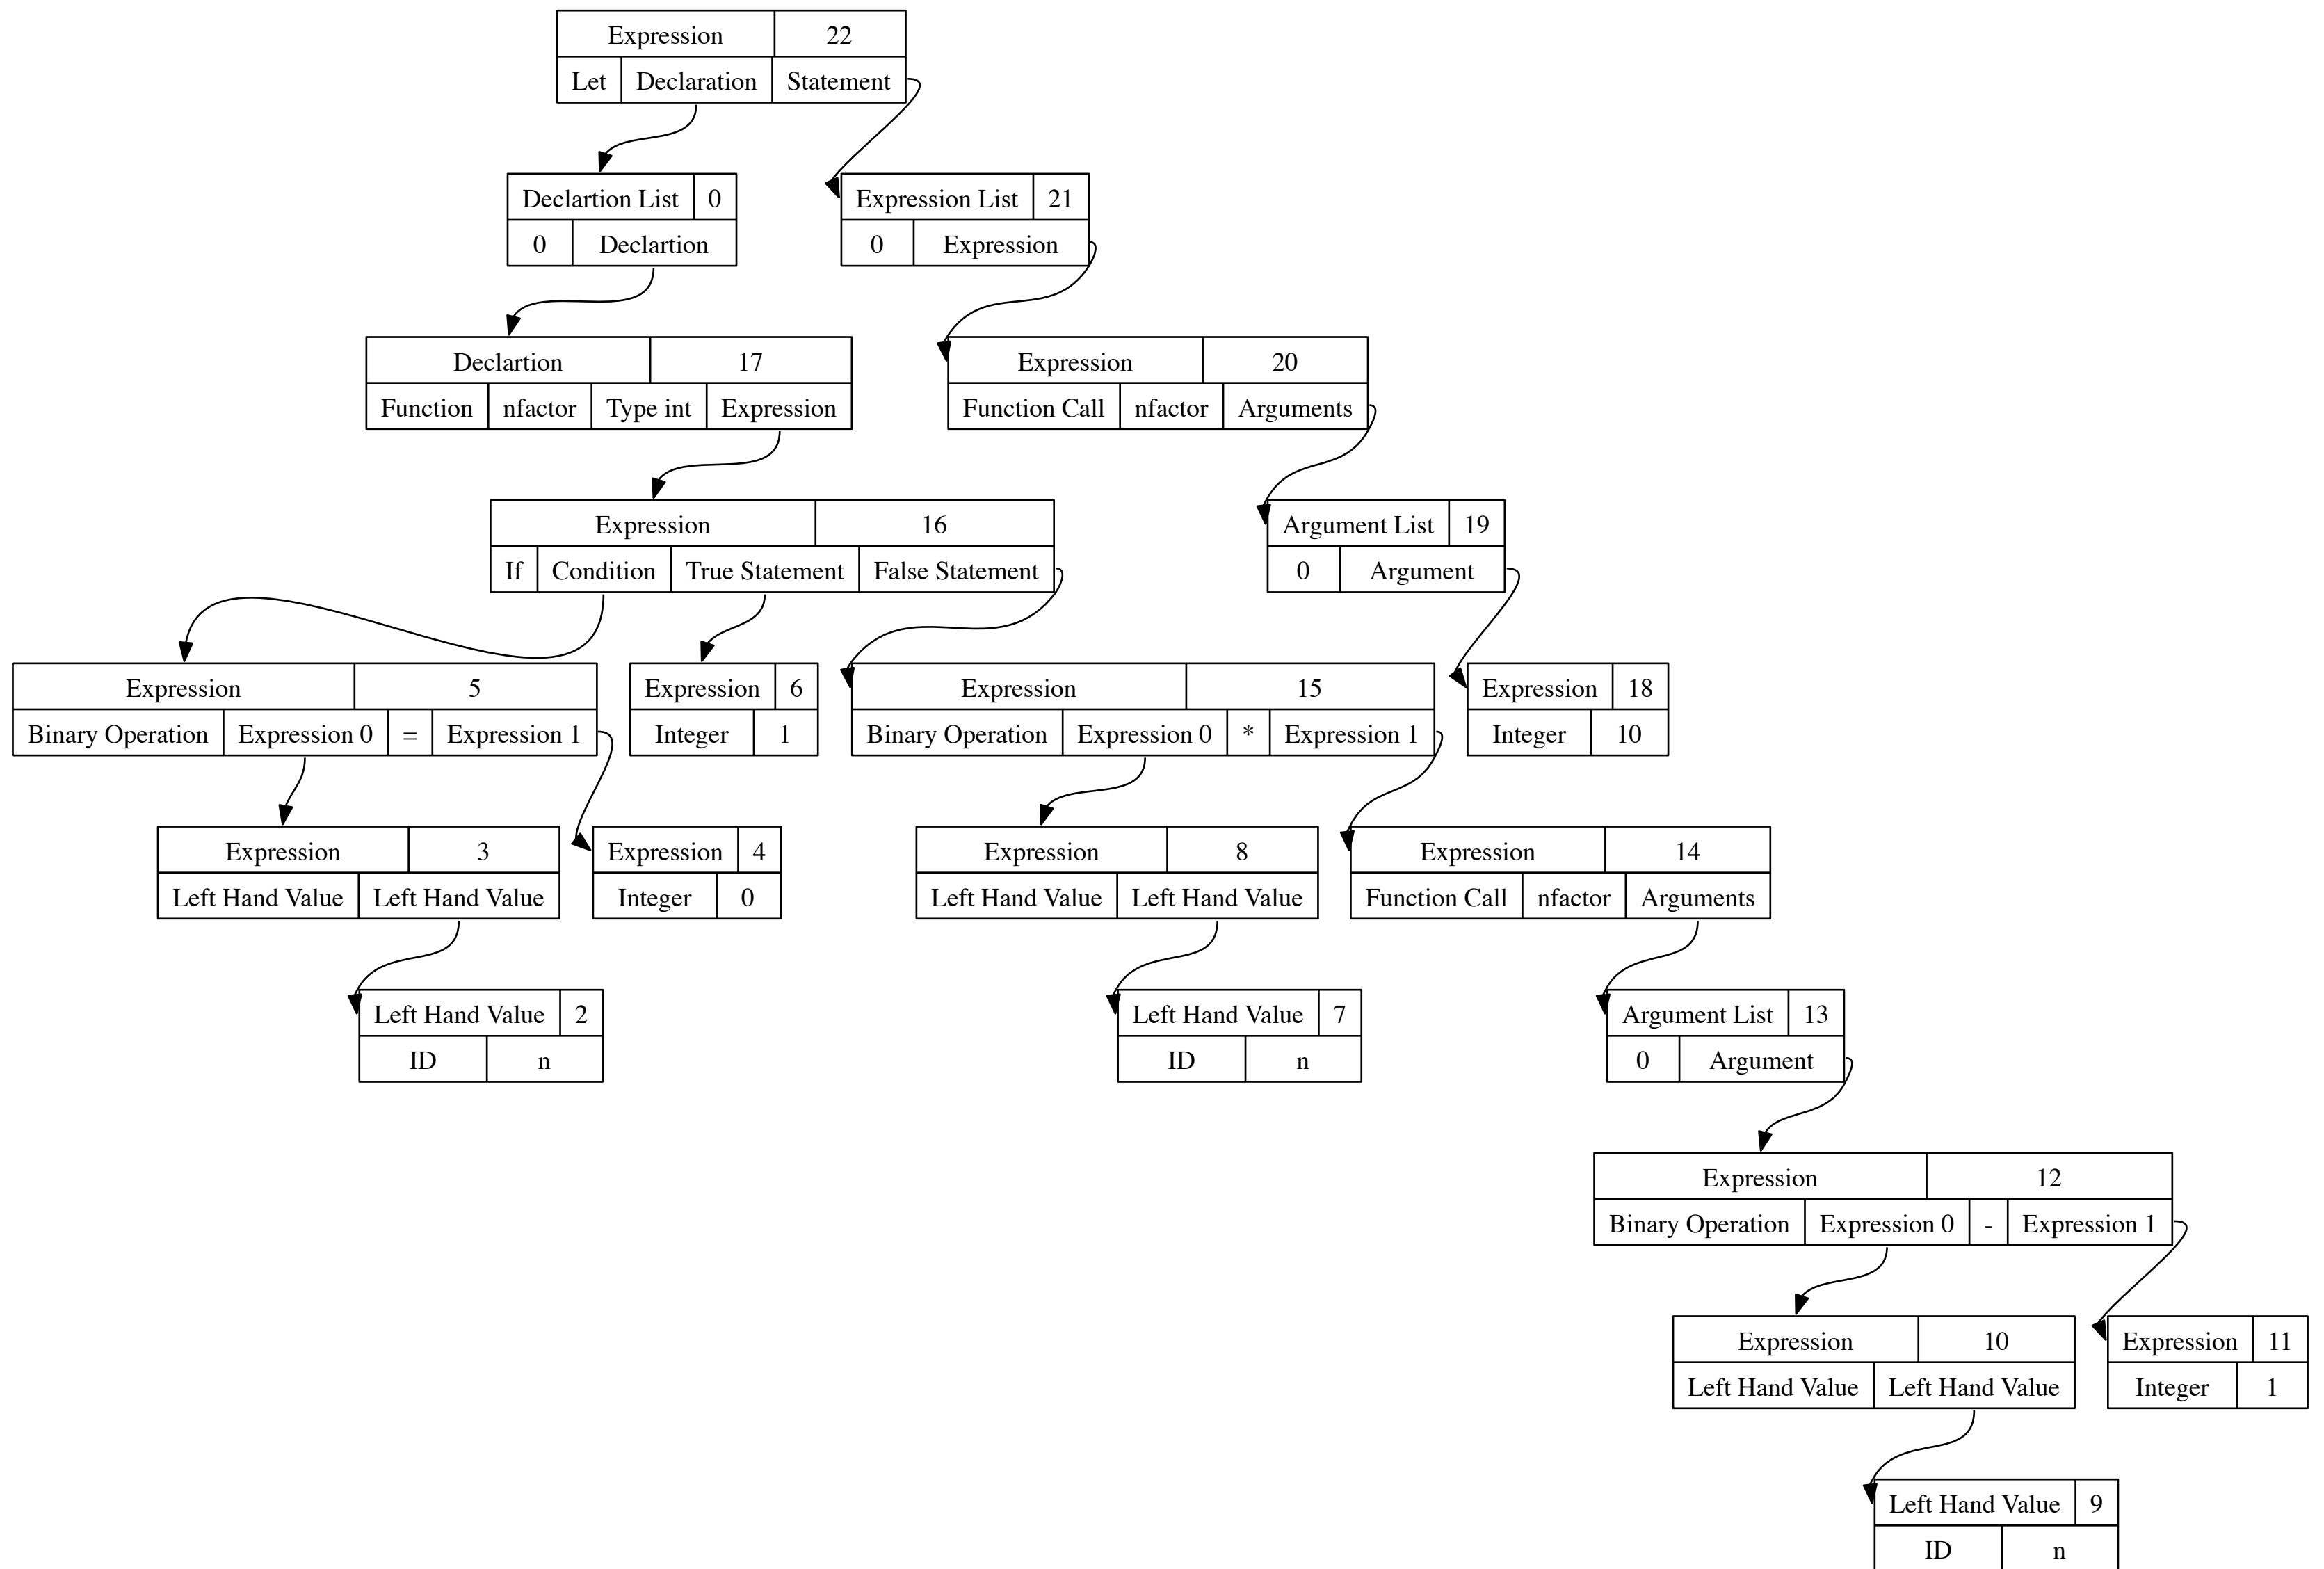 Expression 22
Let Declaration Statement
Declartion List 0
0 Declartion
Expression List 21
0 Expression
Declartion 17
Function nfactor Type int Expression
Expression 20
Function Call nfactor Arguments
Expression 16
If Condition True Statement False Statement
Argument List 19
0 Argument
Expression 5
Binary Operation Expression 0 = Expression 1
Expression 6
Integer 1
Expression 15
Binary Operation Expression 0 * Expression 1
Expression 18
Integer 10
Expression 3
Left Hand Value Left Hand Value
Expression 4
Integer 0
Expression 8
Left Hand Value Left Hand Value
Expression 14
Function Call nfactor Arguments
Left Hand Value 2
ID n
Left Hand Value 7
ID n
Argument List 13
0 Argument
Expression 12
Binary Operation Expression 0 - Expression 1
Expression 10
Left Hand Value Left Hand Value
Expression 11
Integer 1
Left Hand Value 9
ID n